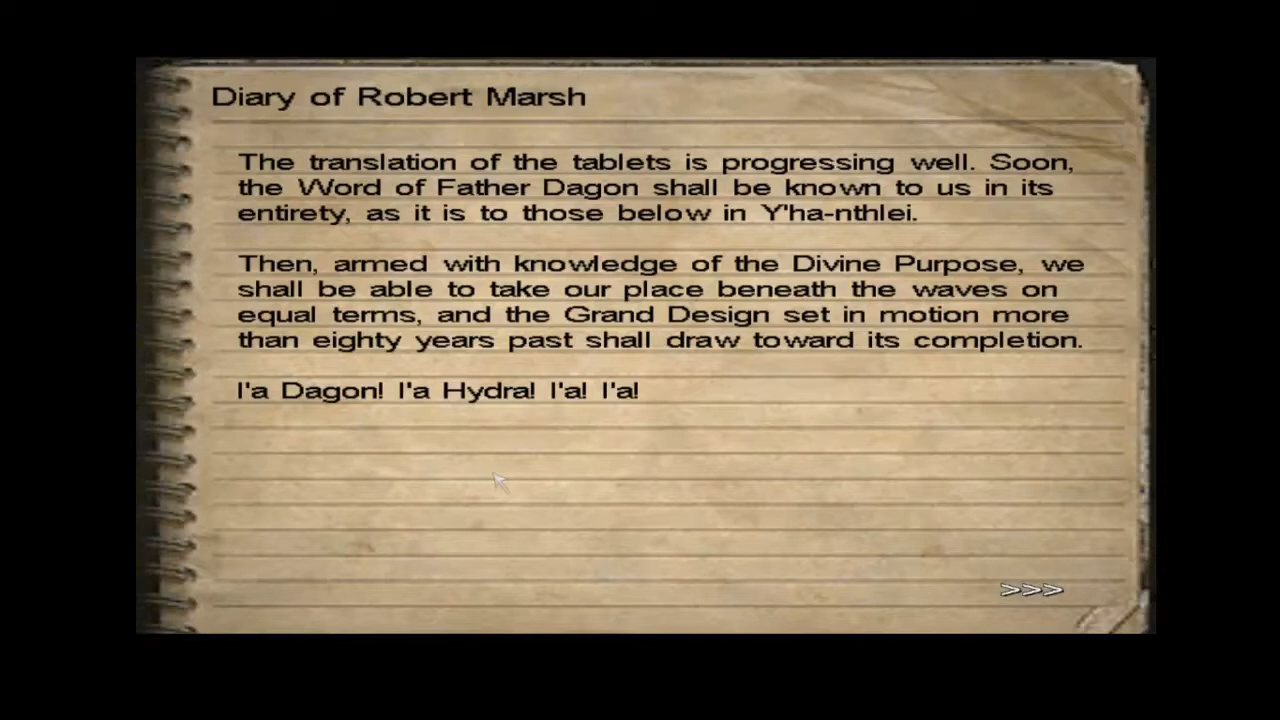 Diary of Robert Marsh
The translation of the tablets is progressing well. Soon,
the Word of Father Dagon shall be known to us in its
entirety, as it is to those below in Y'ha-nthlei.
Then, armed with knowledge of the Divine Purpose, we
shall be able to take our place beneath the waves on
equal terms, and the Grand Design set in motion more
than eighty years past shall draw toward its completion.
I'a Dagon! I'a Hydra! I'a! I'a!
>>>